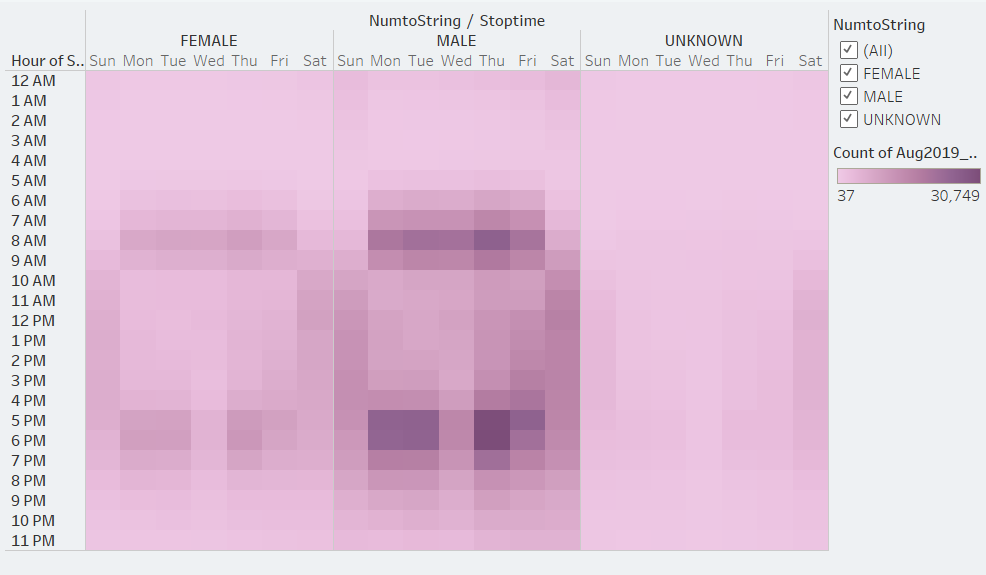 NumtoString / Stoptime
FEMALE MALE UNKNOWN
Hour of S.. Sun Mon Tue Wed Thu Fri Sat Sun Mon Tue Wed Thu Fri Sat Sun Mon Tue Wed Thu Fri Sat
12 AM
1 AM
2 AM
3 AM
4 AM
5 AM
6 AM
7 AM
8 AM
9 AM
10 AM
11 AM
12 PM
1 PM
2 PM
3 PM
4 PM
5 PM
6 PM
7 PM
8 PM
9 PM
10 PM
11 PM
NumtoString
(All)
FEMALE
MALE
UNKNOWN
Count of Aug2019_..
37 30,749